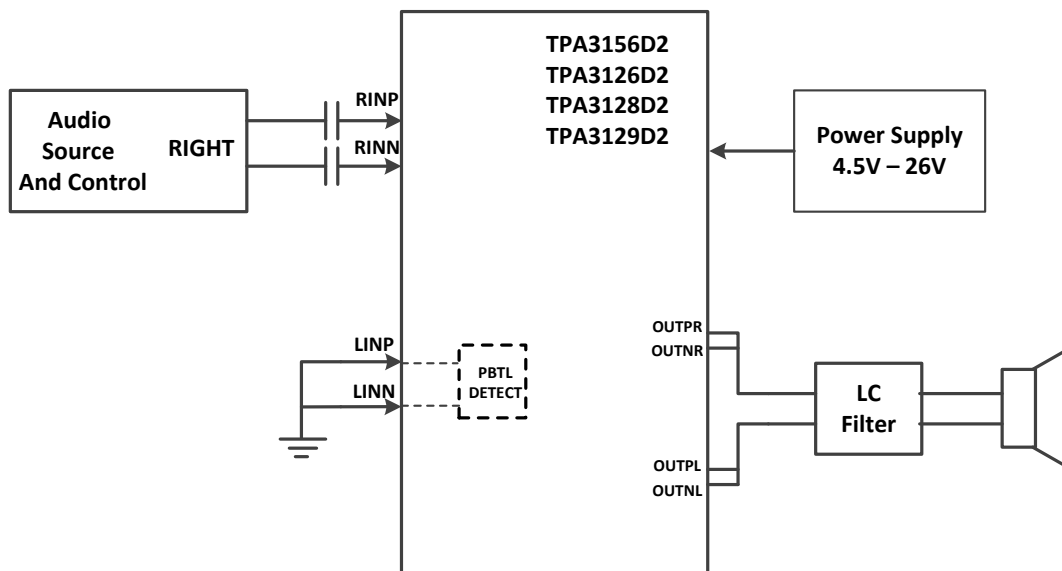 TPA3156D2
TPA3126D2
TPA3128D2
TPA3129D2
Audio
Source
And Control
RIGHT
RINP
RINN
Power Supply
4.5V – 26V
LINP
LINN
PBTL
DETECT
OUTPR
OUTNR
LC
Filter
OUTPL
OUTNL